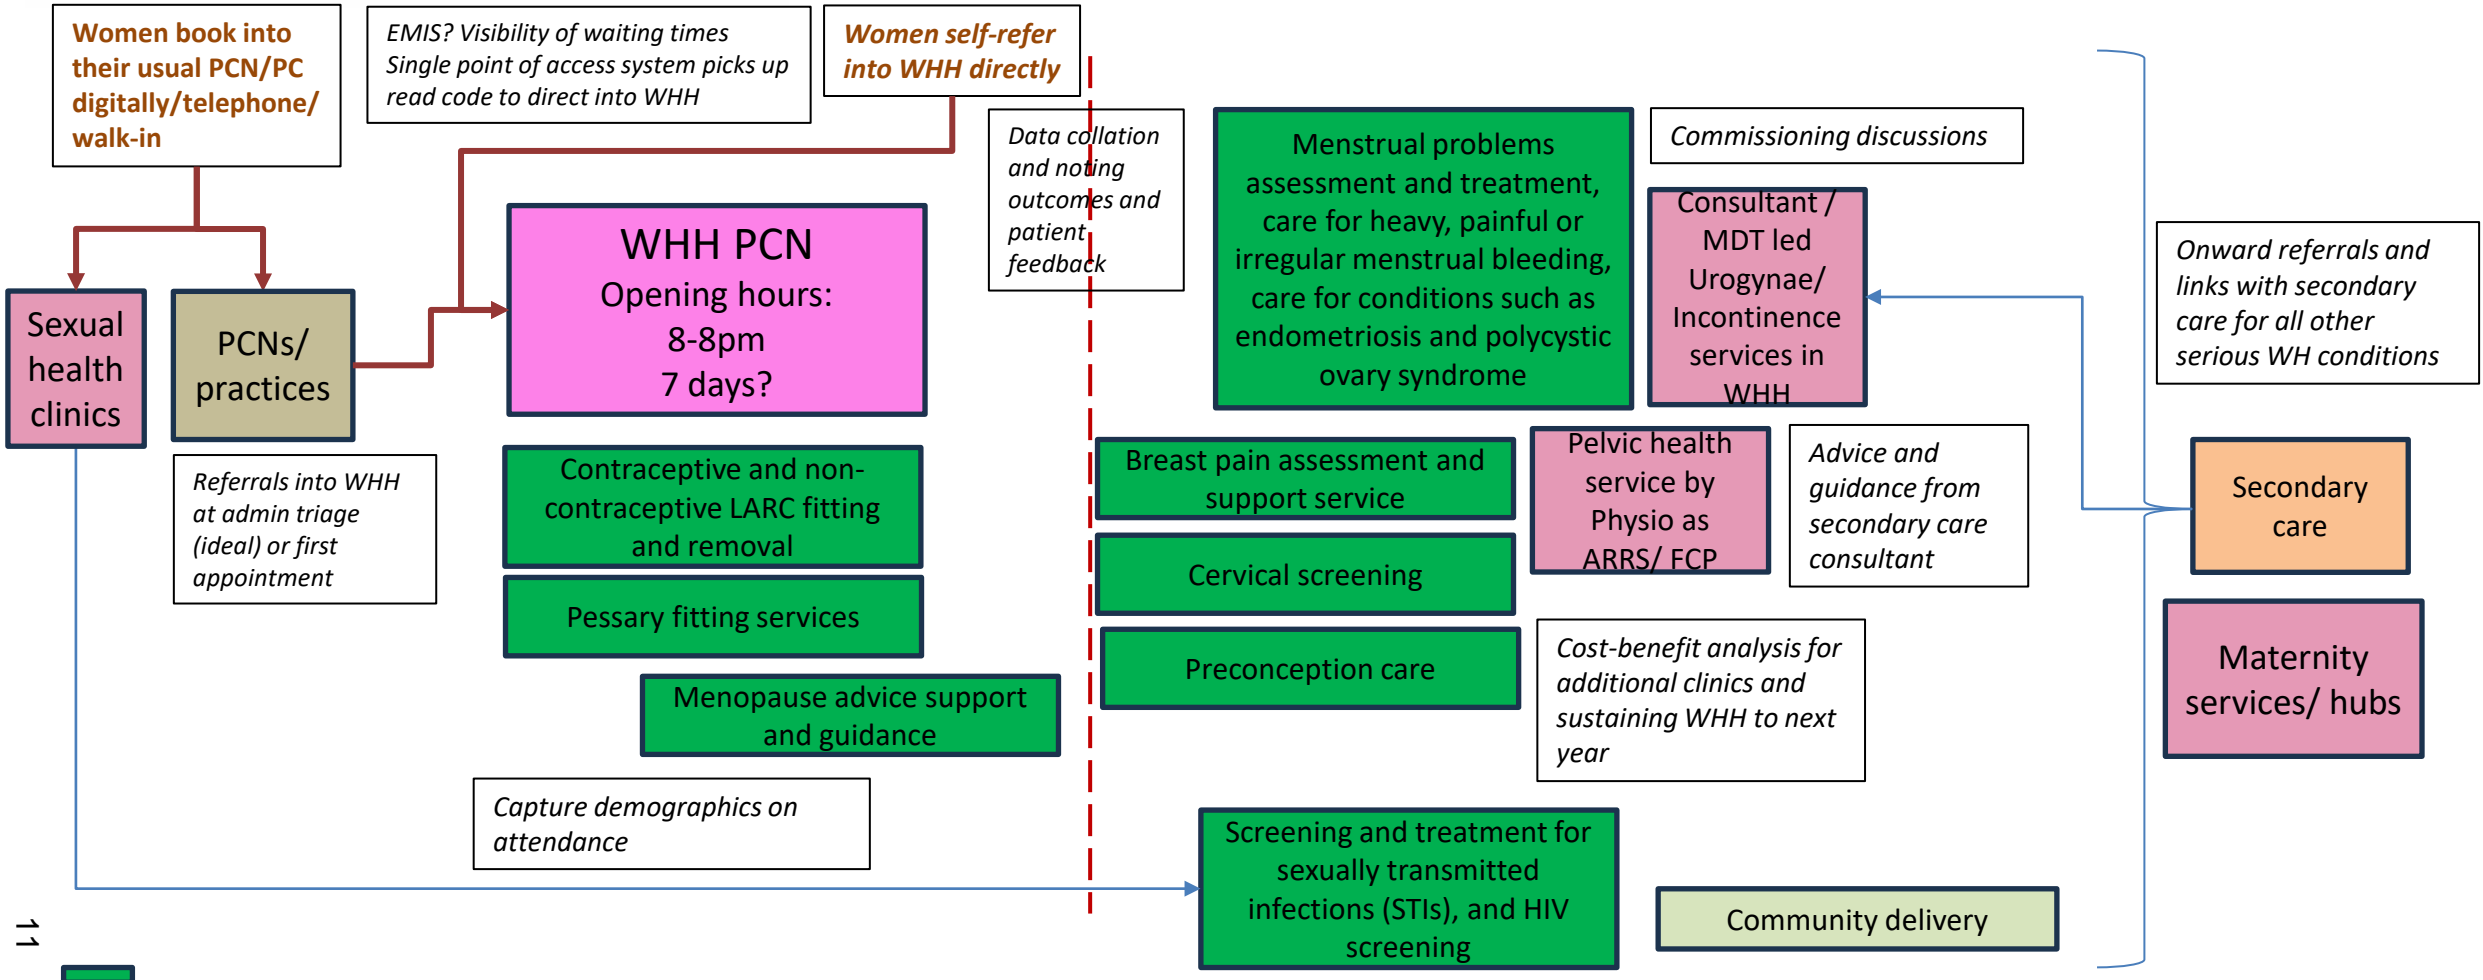 Women book into
their usual PCN/PC
digitally/telephone/
walk-in
EMIS? Visibility of waiting times
Single point of access system picks up
read code to direct into WHH
Women self-refer
into WHH directly
Data collation
and noting
outcomes and
patient
feedback
Menstrual problems
assessment and treatment,
care for heavy, painful or
irregular menstrual bleeding,
care for conditions such as
endometriosis and polycystic
ovary syndrome
Commissioning discussions
Consultant /
MDT led
Urogynae/
Incontinence
services in
WHH
Onward referrals and
links with secondary
care for all other
serious WH conditions
Sexual
health
clinics
PCNs/
practices
WHH PCN
Opening hours:
8-8pm
7 days?
Referrals into WHH
at admin triage
(ideal) or first
appointment
Contraceptive and non-
contraceptive LARC fitting
and removal
Pessary fitting services
Menopause advice support
and guidance
Breast pain assessment and
support service
Cervical screening
Preconception care
Pelvic health
service by
Physio as
ARRS/ FCP
Advice and
guidance from
secondary care
consultant
Secondary
care
Maternity
services/ hubs
Cost-benefit analysis for
additional clinics and
sustaining WHH to next
year
Capture demographics on
attendance
Screening and treatment for
sexually transmitted
infections (STIs), and HIV
screening
Community delivery
11